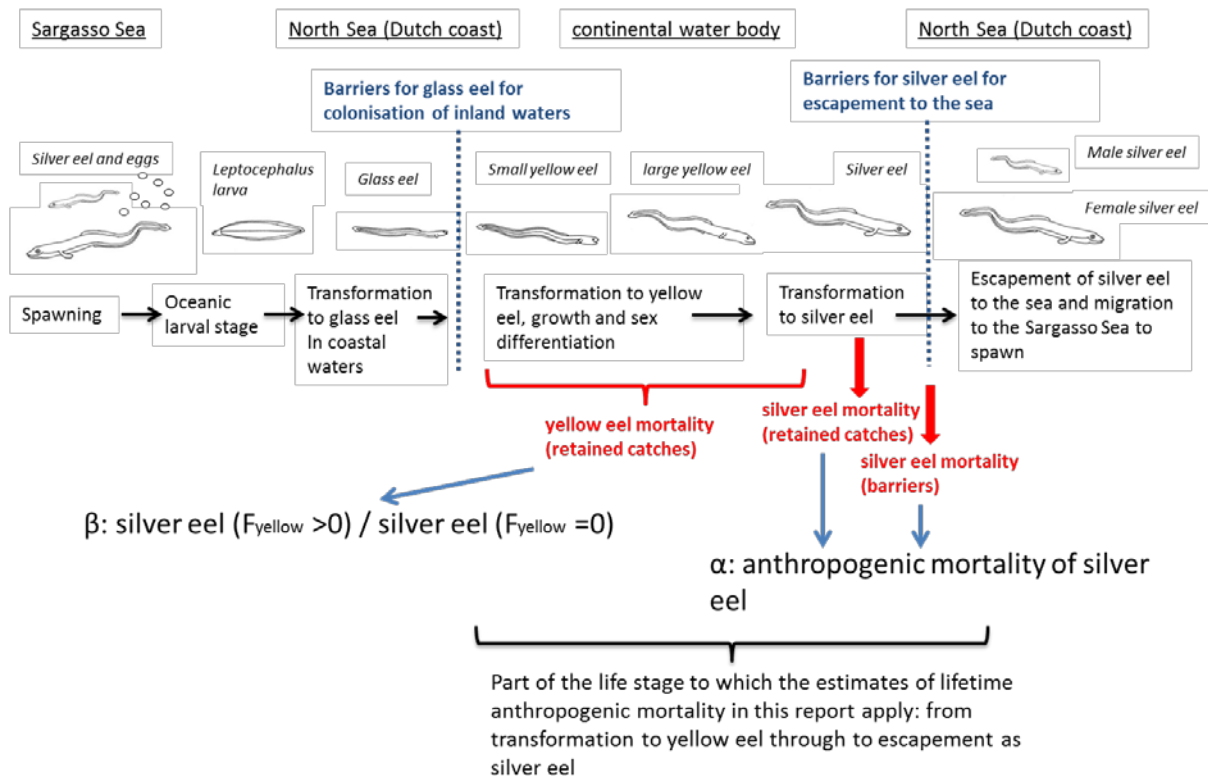 Sargasso Sea
North Sea (Dutch coast)
continental water body
North Sea (Dutch coast)
Barriers for glass eel for
colonisation of inland waters
Barriers for silver eel for
escapement to the sea
Silver eel and eggs
Leptocephalus
larva
Glass eel
Small yellow eel
large yellow eel
Silver eel
Male silver eel
Female silver eel
Spawning
Oceanic
larval stage
Transformation
to glass eel
In coastal
waters
Transformation to yellow
eel, growth and sex
differentiation
Transformation
to silver eel
Escapement of silver eel
to the sea and migration
to the Sargasso Sea to
spawn
yellow eel mortality
(retained catches)
silver eel mortality
(retained catches)
silver eel mortality
(barriers)
β: silver eel (Fyellow >0) / silver eel (Fyellow =0)
α: anthropogenic mortality of silver
eel
Part of the life stage to which the estimates of lifetime
anthropogenic mortality in this report apply: from
transformation to yellow eel through to escapement as
silver eel